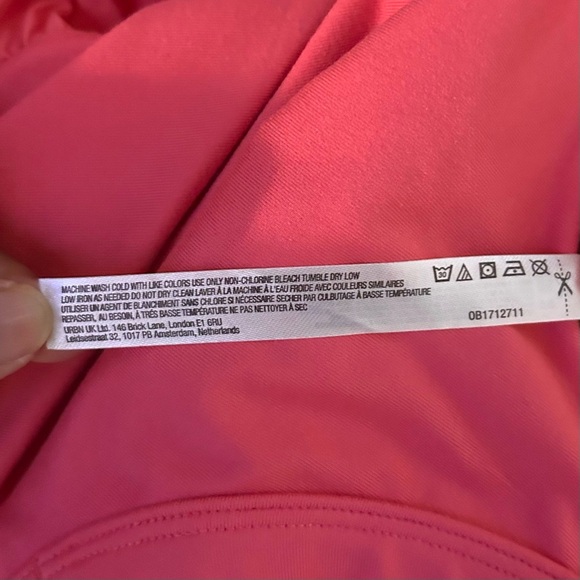 MACHINE WASH COLD WITH LIKE COLORS USE ONLY NON-CHLORINE BLEACH TUMBLE DRY LOW
LOW IRON AS NEEDED DO NOT DRY CLEAN LAVER À LA MACHINE À L'EAU FROIDE AVEC COULEURS SIMILAIRES
UTILISER UN AGENT DE BLANCHIMENT SANS CHLORE SI NÉCESSAIRE SECHER PAR CULBUTAGE À BASSE TEMPÉRATURE
REPASSER, AU BESOIN, À TRÈS BASSE TEMPÉRATURE NE PAS NETTOYER À SEC
URBN UK Ltd. 146 Brick Lane, London E1 6RU
Leidsestraat 32, 1017 PB Amsterdam, Netherlands
30
OB1712711